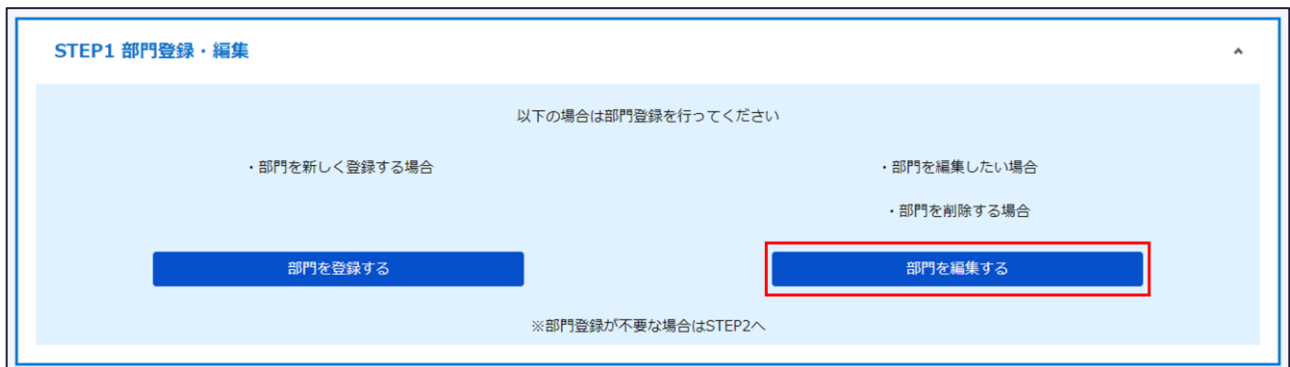 STEP1 部門登録・編集
以下の場合は部門登録を行ってください
・部門を新しく登録する場合
・部門を編集したい場合
・部門を削除する場合
部門を登録する
部門を編集する
※部門登録が不要な場合はSTEP2へ